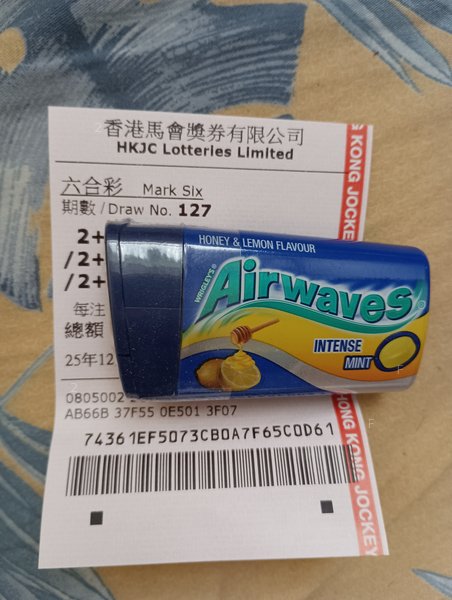 香港馬會獎券有限公司
HKJC Lotteries Limited
六合彩 Mark Six
期數 / Draw No. 127
2+
/2+
/2+
每注
總額
25年12
0805002
AB66B 37F55 0E501 3F07
74361EF5073CB0A7F65C0D61
KONG JOCKEY
HONG KONG JOCKEY
HONEY & LEMON FLAVOUR
WRIGLEY'S®
Airwaves®
INTENSE
MINT